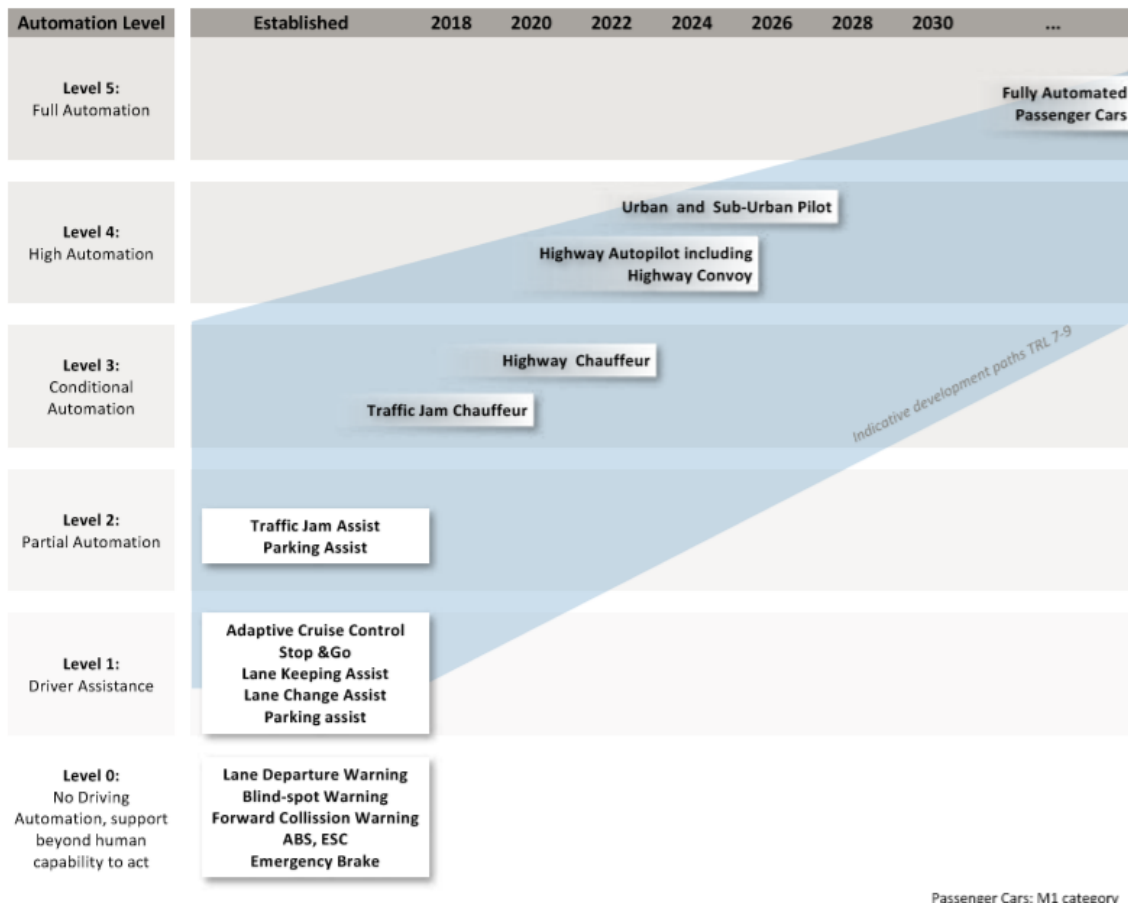 Automation Level Established 2018 2020 2022 2024 2026 2028 2030 ...
Level 5:
Full Automation
Fully Automated
Passenger Cars
Level 4:
High Automation
Urban and Sub-Urban Pilot
Highway Autopilot including
Highway Convoy
Level 3:
Conditional
Automation
Highway Chauffeur
Traffic Jam Chauffeur
Indicative development paths TRL 7-9
Level 2:
Partial Automation
Traffic Jam Assist
Parking Assist
Level 1:
Driver Assistance
Adaptive Cruise Control
Stop &Go
Lane Keeping Assist
Lane Change Assist
Parking assist
Level 0:
No Driving
Automation, support
beyond human
capability to act
Lane Departure Warning
Blind-spot Warning
Forward Collission Warning
ABS, ESC
Emergency Brake
Passenger Cars: M1 category